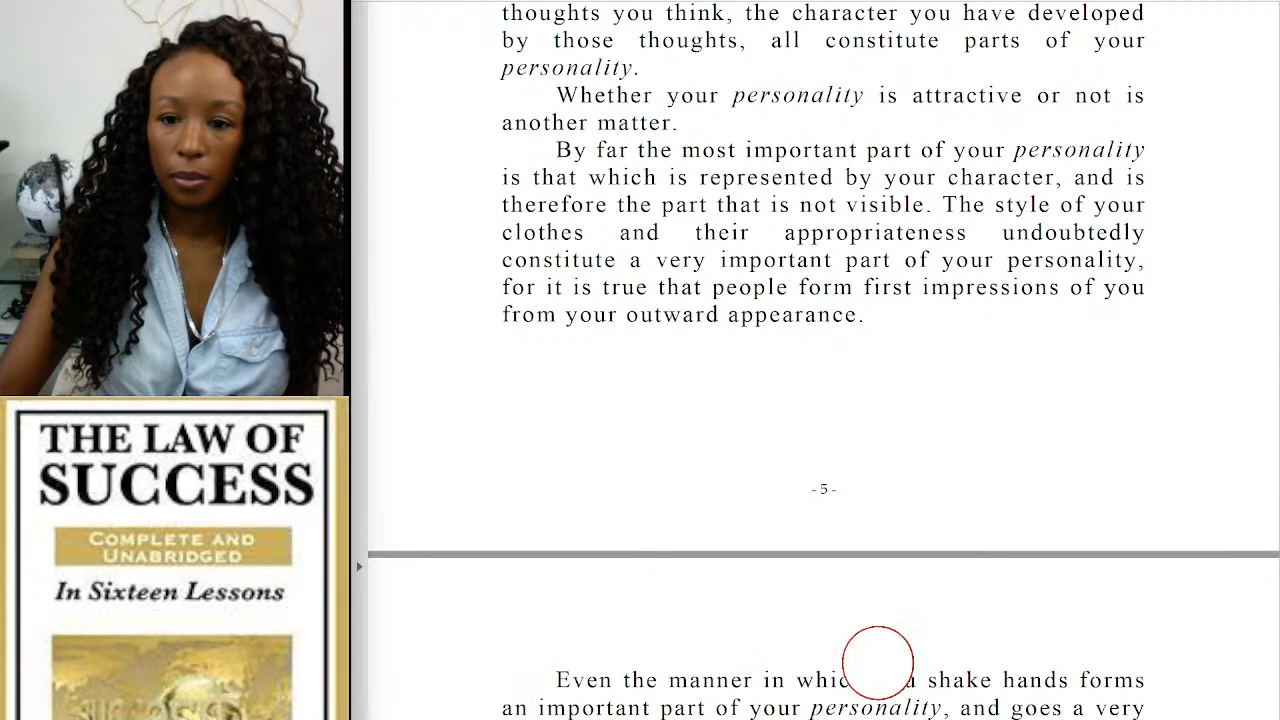 thoughts you think, the character you have developed
by those thoughts, all constitute parts of your
personality.
Whether your personality is attractive or not is
another matter.
By far the most important part of your personality
is that which is represented by your character, and is
therefore the part that is not visible. The style of your
clothes and their appropriateness undoubtedly
constitute a very important part of your personality,
for it is true that people form first impressions of you
from your outward appearance.
- 5 -
Even the manner in whic shake hands forms
an important part of your personality, and goes a very
THE LAW OF
SUCCESS
COMPLETE AND
UNABRIDGED
In Sixteen Lessons